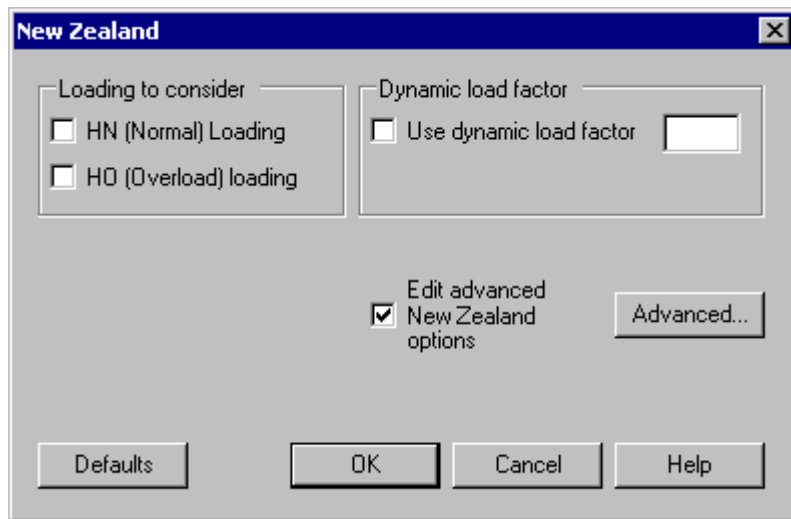 New Zealand
Loading to consider
HN (Normal) Loading
HO (Overload) loading
Dynamic load factor
Use dynamic load factor
Edit advanced
New Zealand
options
Advanced...
Defaults
OK
Cancel
Help